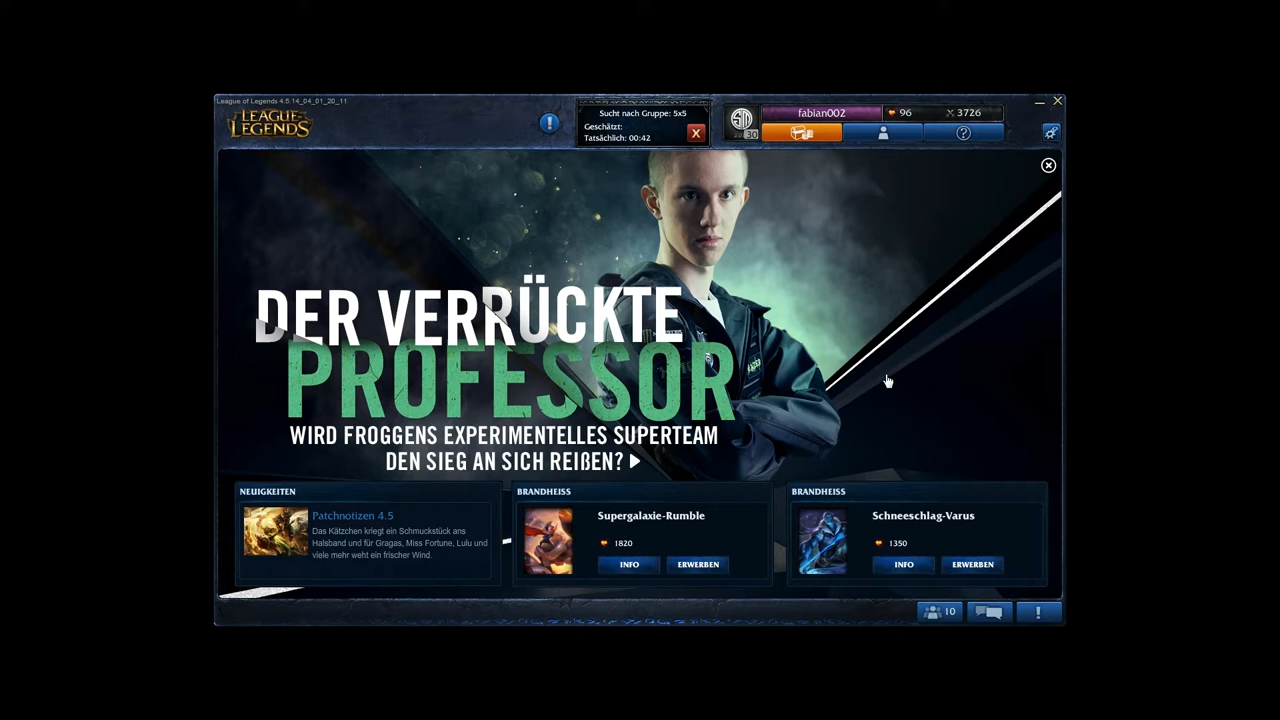 League of Legends 4.5.14_04_01_20_11
LEAGUE OF LEGENDS
Sucht nach Gruppe: 5x5
Geschätzt:
Tatsächlich: 00:42
X
30
fabian002
96
3726
DER VERRÜCKTE
PROFESSOR
WIRD FROGGENS EXPERIMENTELLES SUPERTEAM
DEN SIEG AN SICH REIßEN?
NEUIGKEITEN
Patchnotizen 4.5
Das Kätzchen kriegt ein Schmuckstück ans
Halsband und für Gragas, Miss Fortune, Lulu und
viele mehr weht ein frischer Wind.
BRANDHEISS
Supergalaxie-Rumble
1820
INFO
ERWERBEN
BRANDHEISS
Schneeschlag-Varus
1350
INFO
ERWERBEN
10